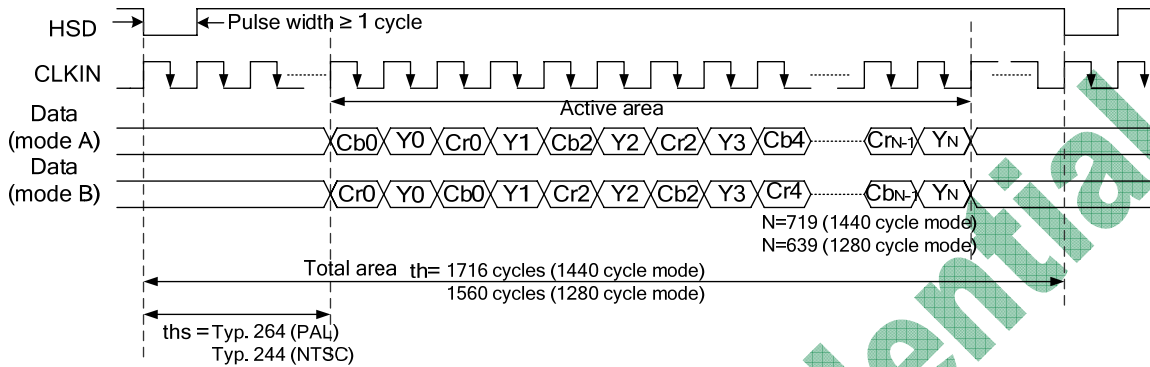 HSD
Pulse width ≥ 1 cycle
CLKIN
Active area
Data
(mode A)
Cb0 Y0 Cr0 Y1 Cb2 Y2 Cr2 Y3 Cb4 CrN-1 YN
Data
(mode B)
Cr0 Y0 Cb0 Y1 Cr2 Y2 Cb2 Y3 Cr4 CbN-1 YN
N=719 (1440 cycle mode)
N=639 (1280 cycle mode)
Total area th= 1716 cycles (1440 cycle mode)
1560 cycles (1280 cycle mode)
ths = Typ. 264 (PAL)
Typ. 244 (NTSC)
dential